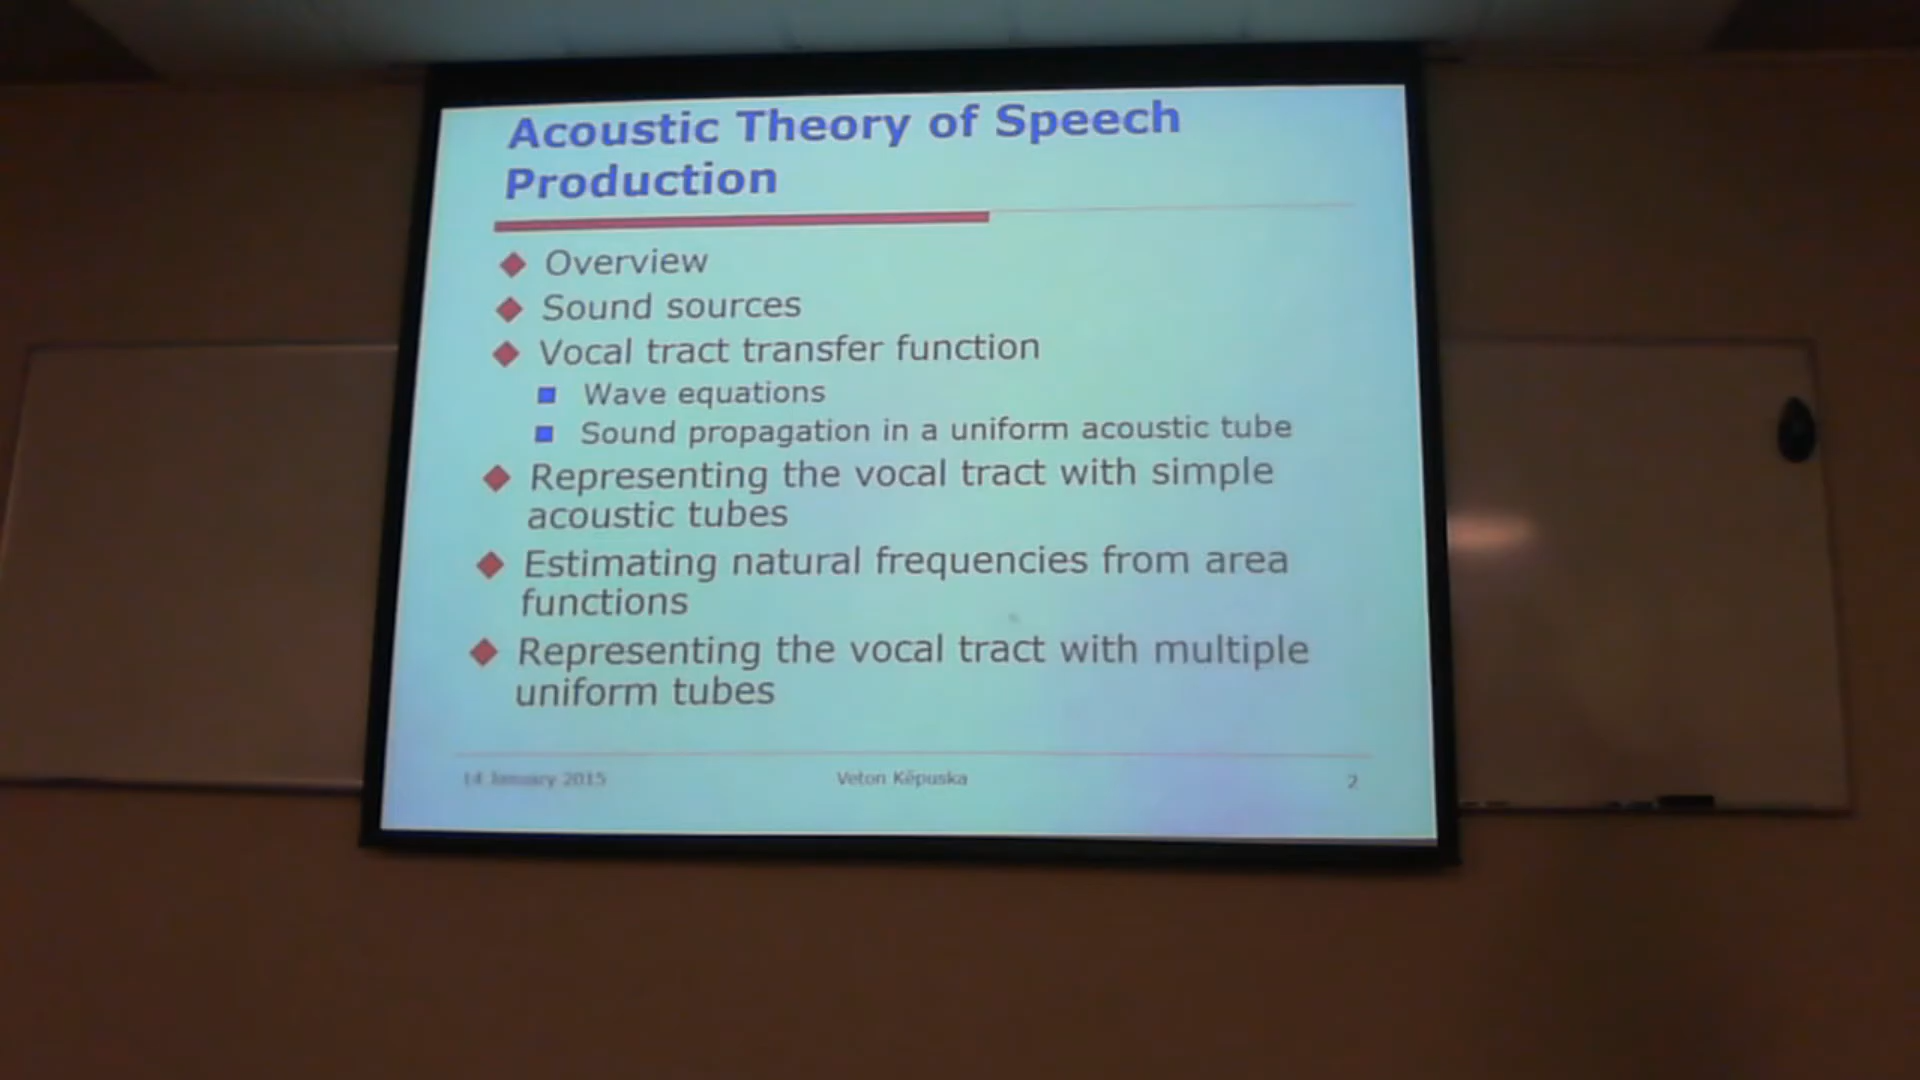 Acoustic Theory of Speech
Production
Overview
Sound sources
Vocal tract transfer function
Wave equations
Sound propagation in a uniform acoustic tube
Representing the vocal tract with simple
acoustic tubes
Estimating natural frequencies from area
functions
Representing the vocal tract with multiple
uniform tubes
14 January 2015
Veton Këpuska
2